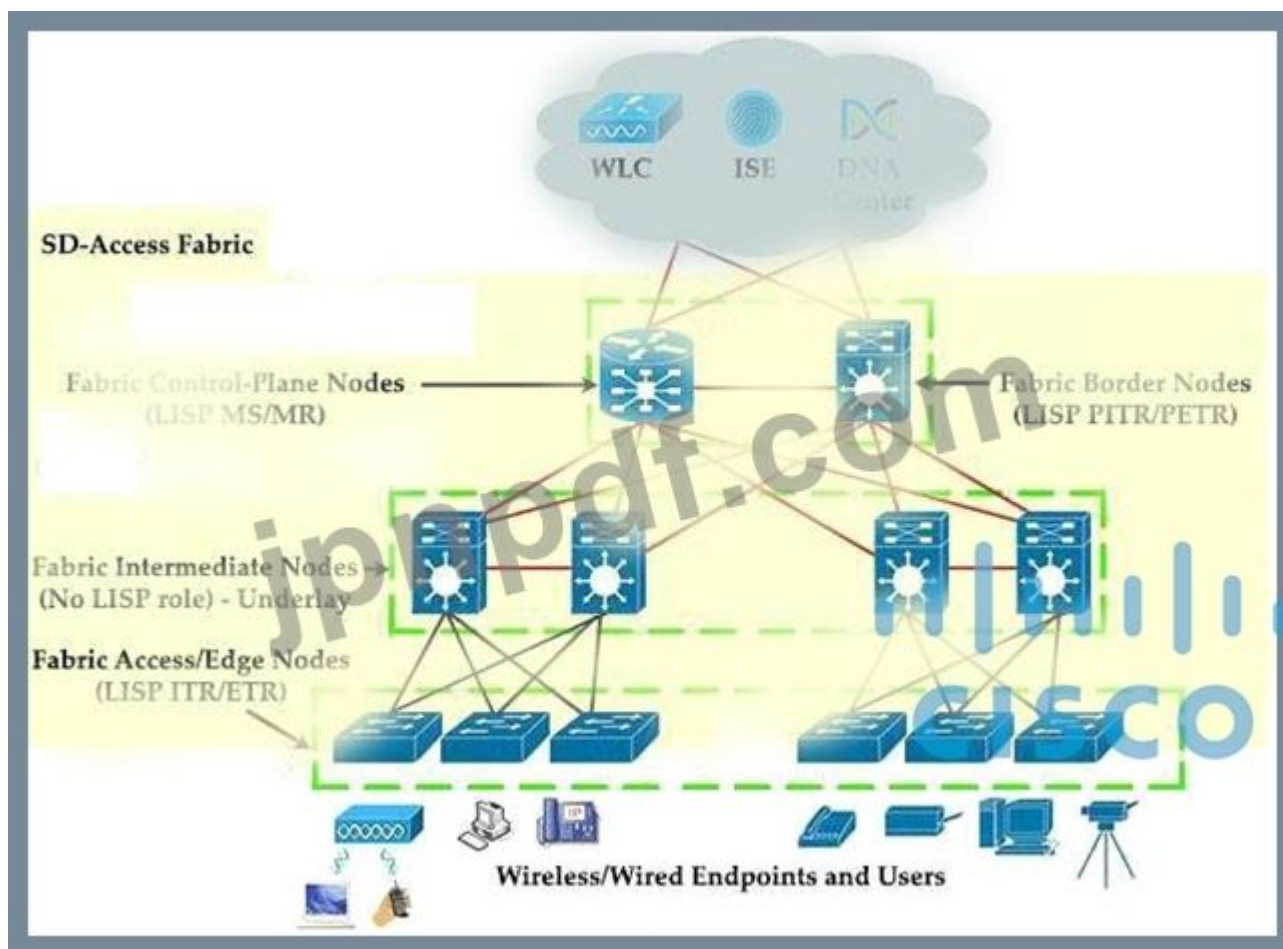 WLC
ISE
DNA
Center
SD-Access Fabric
Fabric Control-Plane Nodes
(LISP MS/MR)
Fabric Border Nodes
(LISP PITR/PETR)
jpnpdf.com
Fabric Intermediate Nodes
(No LISP role) - Underlay
Fabric Access/Edge Nodes
(LISP ITR/ETR)
CISCO
Wireless/Wired Endpoints and Users